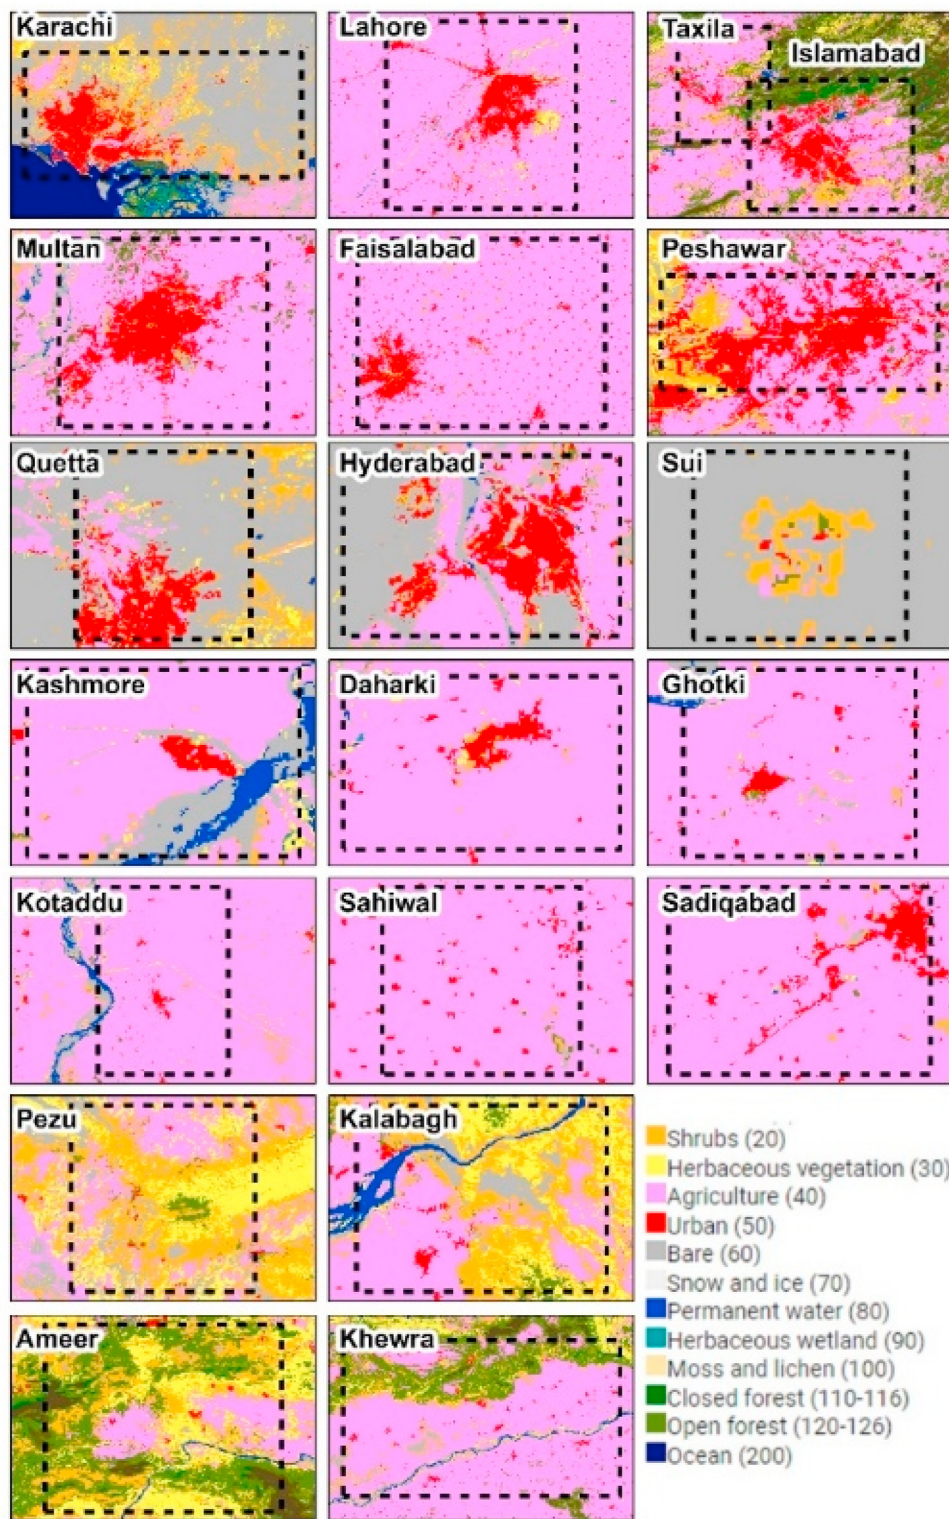 Karachi
Lahore
Taxila
Islamabad
Multan
Faisalabad
Peshawar
Quetta
Hyderabad
Sui
Kashmore
Daharki
Ghotki
Kotaddu
Sahiwal
Sadiqabad
Pezu
Kalabagh
Shrubs (20)
Herbaceous vegetation (30)
Agriculture (40)
Urban (50)
Bare (60)
Snow and ice (70)
Permanent water (80)
Herbaceous wetland (90)
Moss and lichen (100)
Closed forest (110-116)
Open forest (120-126)
Ocean (200)
Ameer
Khewra